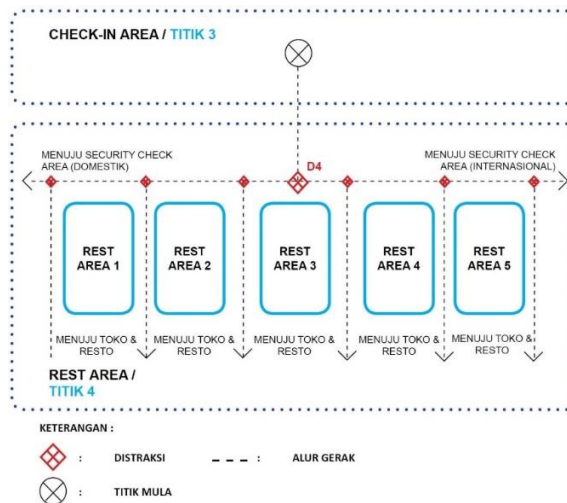 CHECK-IN AREA / TITIK 3
D4
MENUJU SECURITY CHECK
AREA (DOMESTIK)
MENUJU SECURITY CHECK
AREA (INTERNASIONAL)
REST
AREA 1
REST
AREA 2
REST
AREA 3
REST
AREA 4
REST
AREA 5
MENUJU TOKO &
RESTO
MENUJU TOKO &
RESTO
MENUJU TOKO &
RESTO
MENUJU TOKO &
RESTO
MENUJU TOKO &
RESTO
REST AREA /
TITIK 4
KETERANGAN :
: DISTRAKSI
: ALUR GERAK
: TITIK MULA